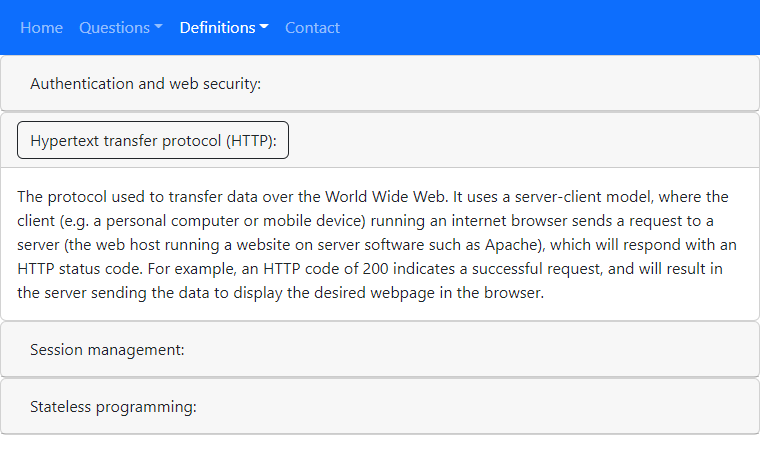 Home Questions Definitions Contact
Authentication and web security:
Hypertext transfer protocol (HTTP):
The protocol used to transfer data over the World Wide Web. It uses a server-client model, where the
client (e.g. a personal computer or mobile device) running an internet browser sends a request to a
server (the web host running a website on server software such as Apache), which will respond with an
HTTP status code. For example, an HTTP code of 200 indicates a successful request, and will result in
the server sending the data to display the desired webpage in the browser.
Session management:
Stateless programming: